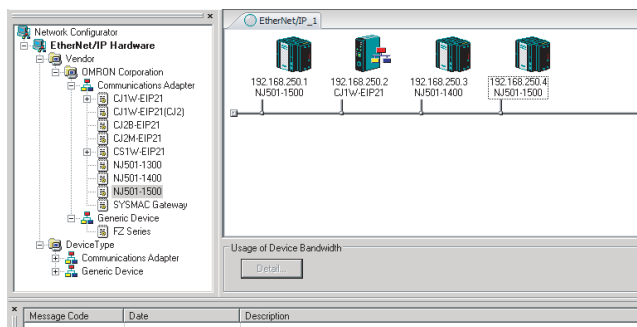 Network Configurator
EtherNet/IP Hardware
Vendor
OMRON Corporation
Communications Adapter
CJ1W-EIP21
CJ1W-EIP21(CJ2)
CJ2B-EIP21
CJ2M-EIP21
CS1W-EIP21
NJ501-1300
NJ501-1400
NJ501-1500
SYSMAC Gateway
Generic Device
FZ Series
DeviceType
Communications Adapter
Generic Device
EtherNet/IP_1
192.168.250.1 192.168.250.2 192.168.250.3 192.168.250.4
NJ501-1500 CJ1W-EIP21 NJ501-1400 NJ501-1500
Usage of Device Bandwidth
Detail...
Message Code Date Description